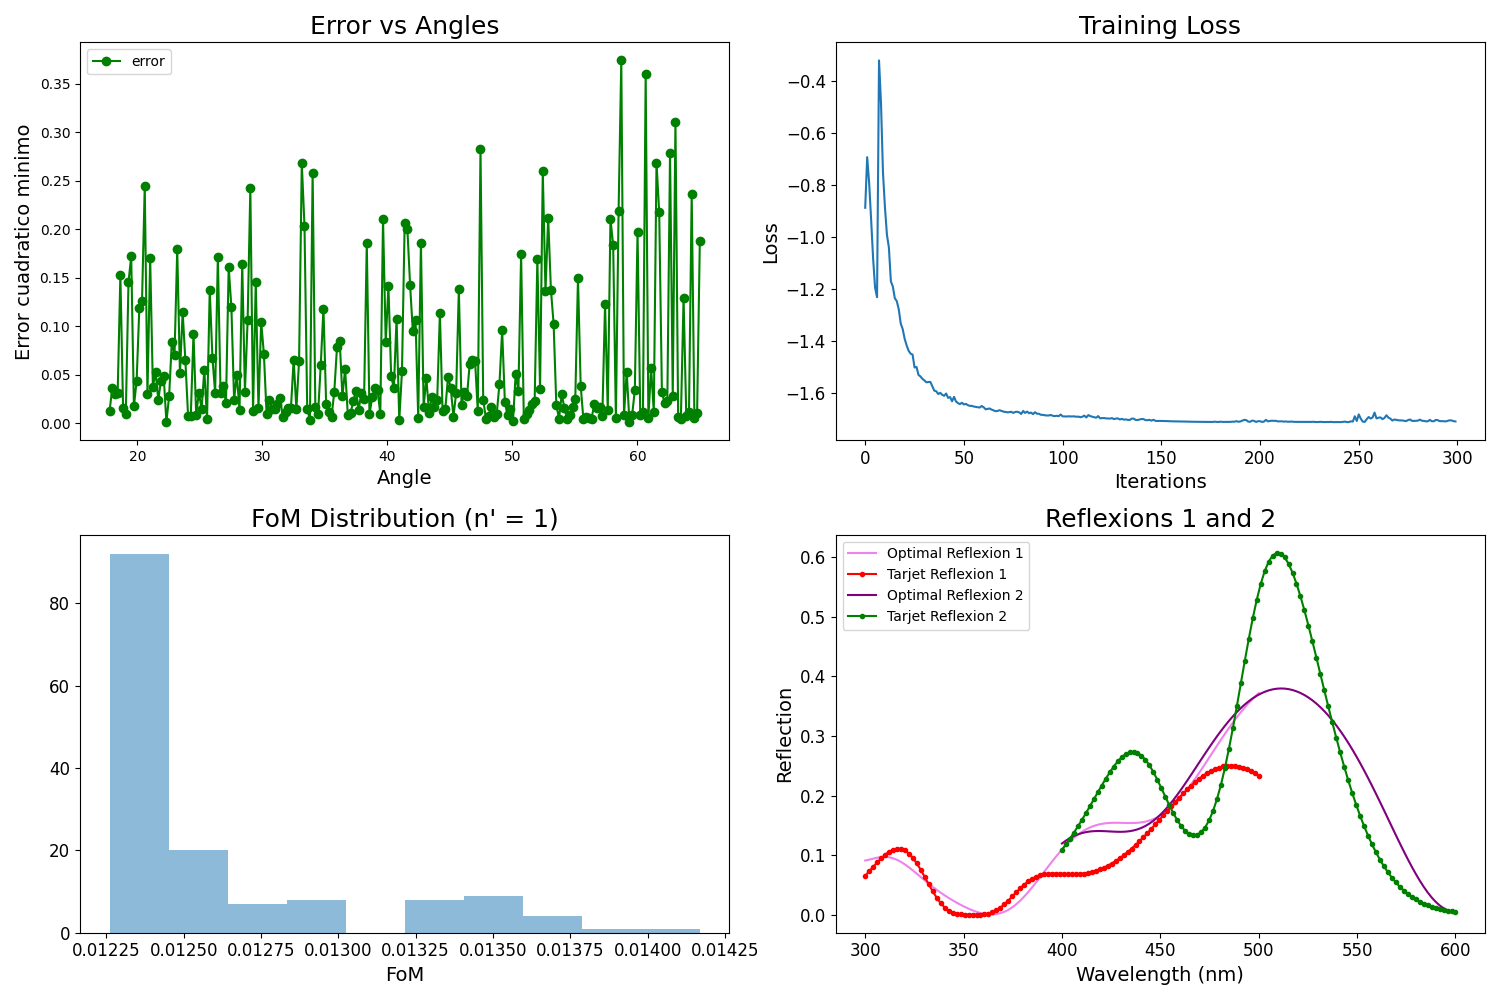 Error vs Angles
error
Error cuadratico minimo
0.35
0.30
0.25
0.20
0.15
0.10
0.05
0.00
20 30 40 50 60
Angle
Training Loss
Loss
−0.4
−0.6
−0.8
−1.0
−1.2
−1.4
−1.6
0 50 100 150 200 250 300
Iterations
FoM Distribution (n' = 1)
80
60
40
20
0
0.01225 0.01250 0.01275 0.01300 0.01325 0.01350 0.01375 0.01400 0.01425
FoM
Reflexions 1 and 2
Optimal Reflexion 1
Tarjet Reflexion 1
Optimal Reflexion 2
Tarjet Reflexion 2
Reflection
0.6
0.5
0.4
0.3
0.2
0.1
0.0
300 350 400 450 500 550 600
Wavelength (nm)